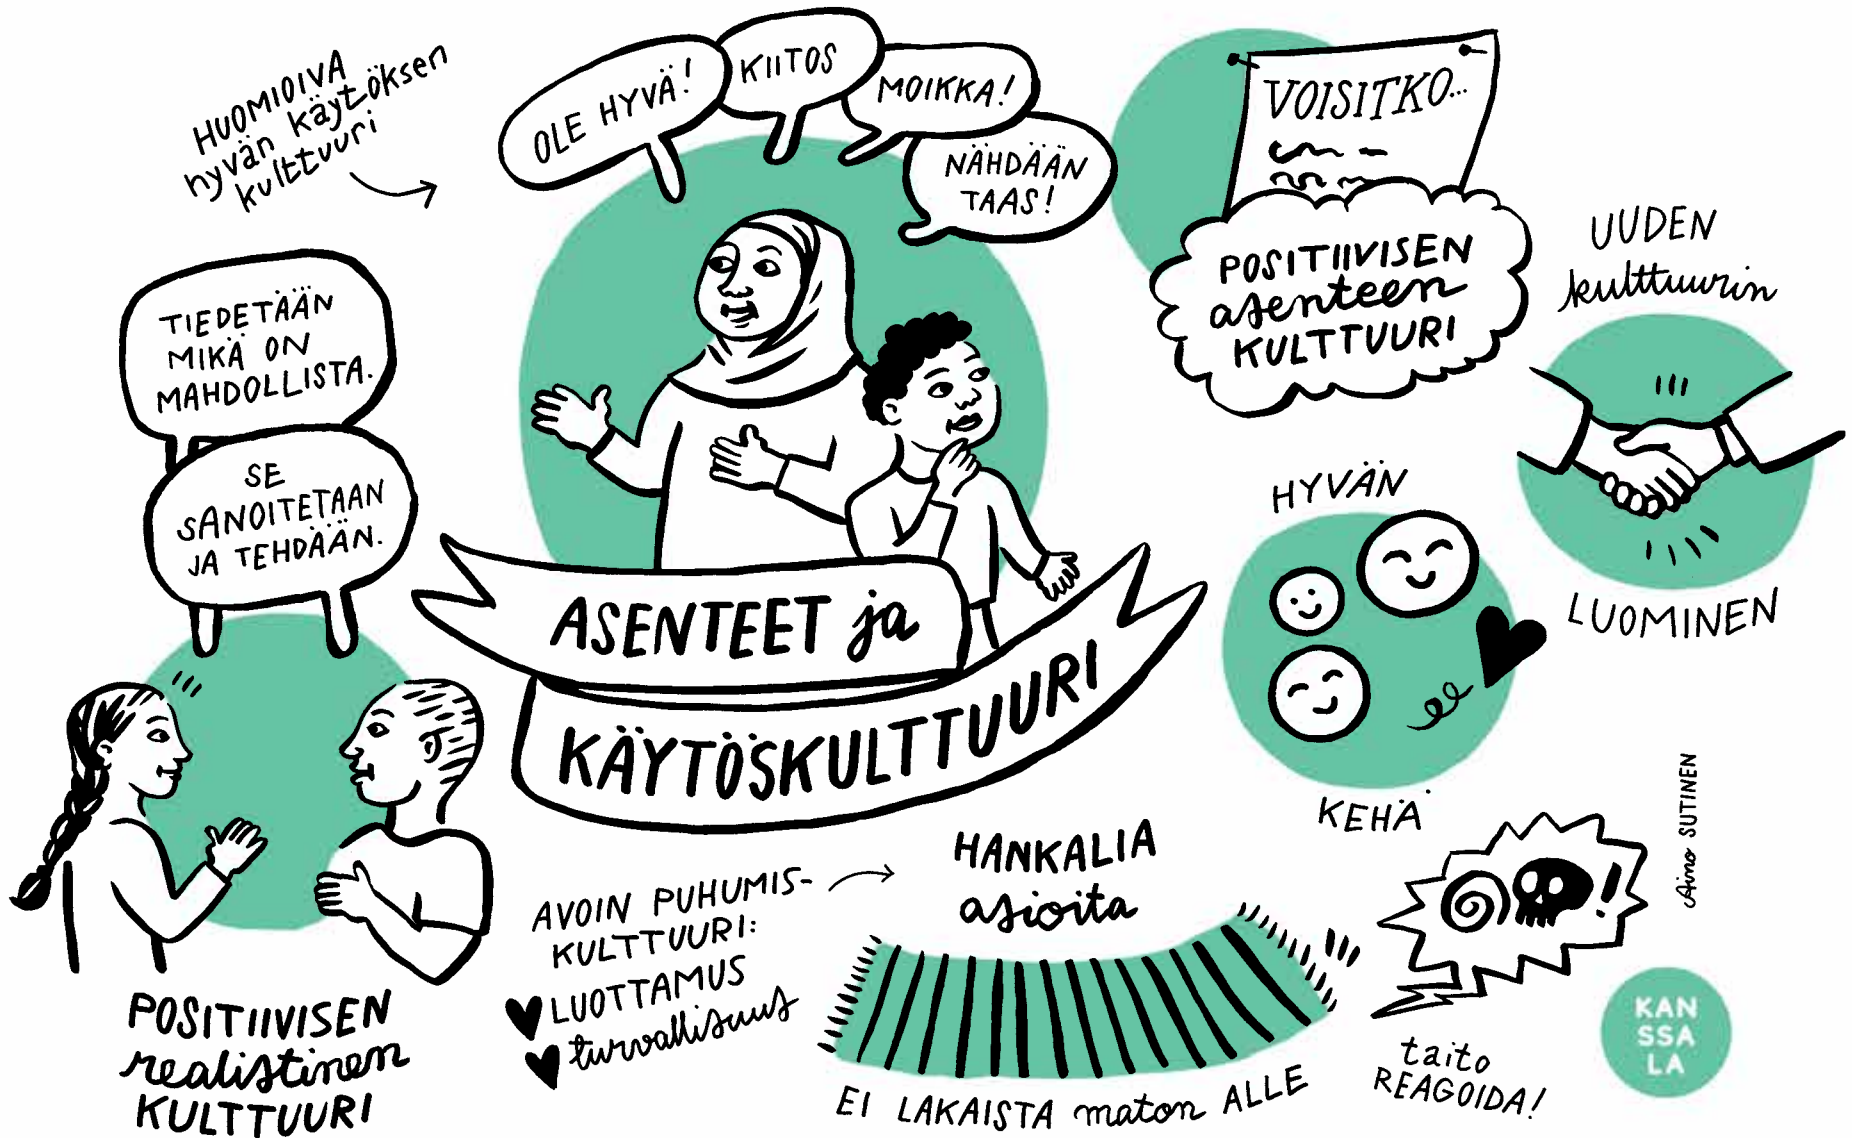 HUOMIOIVA
hyvän käytöksen
kulttuuri
OLE HYVÄ!
KIITOS
MOIKKA!
NÄHDÄÄN
TAAS!
VOISITKO...
POSITIIVISEN
asenteen
KULTTUURI
UUDEN
kulttuurin
LUOMINEN
TIEDETÄÄN
MIKÄ ON
MAHDOLLISTA.
SE
SANOITETAAN
JA TEHDÄÄN.
POSITIIVISEN
realistinen
KULTTUURI
ASENTEET ja
KÄYTÖSKULTTUURI
HYVÄN
KEHÄ
AVOIN PUHUMIS-
KULTTUURI:
LUOTTAMUS
turvallisuus
HANKALIA
asioita
EI LAKAISTA maton ALLE
!
taito
REAGOIDA!
Aino SUTINEN
KAN
SSA
LA